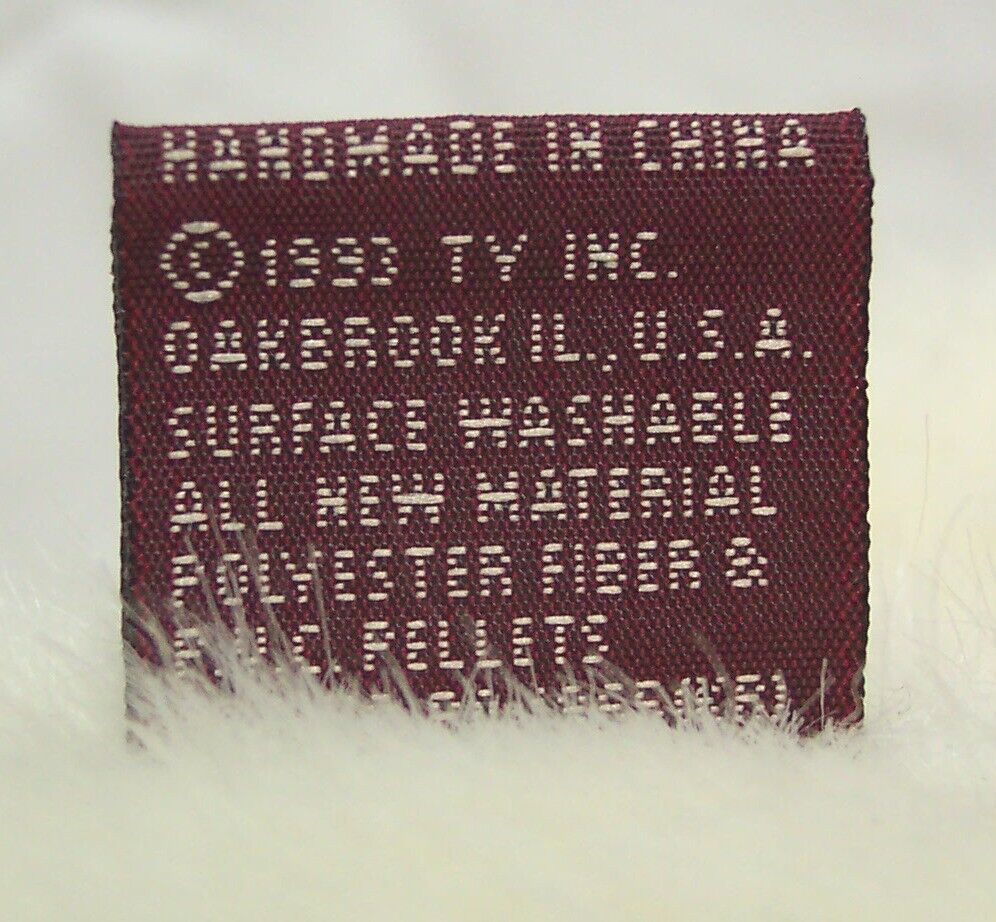 HANDMADE IN CHINA
©1993 TY INC.
OAKBROOK IL., U.S.A.
SURFACE WASHABLE
ALL NEW MATERIAL
POLYESTER FIBER &
P.V.C. PELLETS